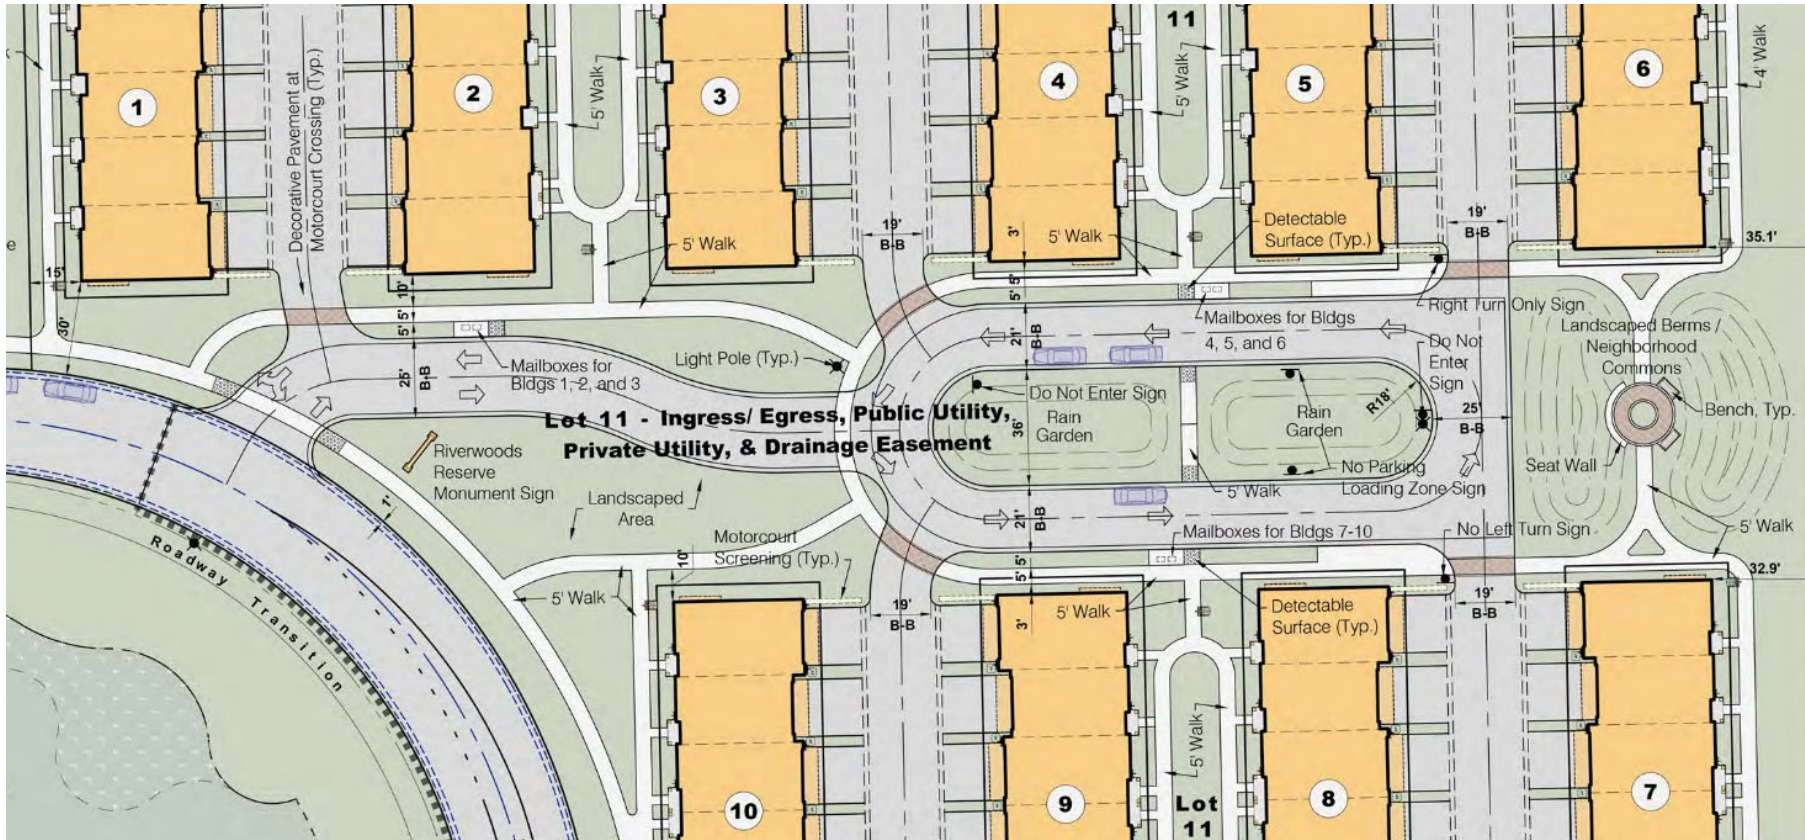 11
1
2
3
4
5
6
Decorative Pavement at
Motorcourt Crossing (Typ.)
5' Walk
5' Walk
5' Walk
4' Walk
5' Walk
5' Walk
Detectable
Surface (Typ.)
19'
B-B
19'
B-B
3'
35.1'
15'
30'
10'
5'
5'
5'
5'
Right Turn Only Sign
Mailboxes for Bldgs
4, 5, and 6
Landscaped Berms /
Neighborhood
Commons
Do Not
Enter
Sign
Light Pole (Typ.)
Mailboxes for
Bldgs 1, 2, and 3
25'
B-B
21'
B-B
Do Not Enter Sign
R18'
Bench, Typ.
Lot 11 - Ingress/ Egress, Public Utility,
Private Utility, & Drainage Easement
Rain
Garden
36'
Rain
Garden
25'
B-B
Riverwoods
Reserve
Monument Sign
Seat Wall
No Parking
Loading Zone Sign
Landscaped
Area
5' Walk
5' Walk
7'
21'
B-B
Motorcourt
Screening (Typ.)
Mailboxes for Bldgs 7-10
No Left Turn Sign
Roadway Transition
10'
5'
5'
32.9'
5' Walk
19'
B-B
3'
5' Walk
Detectable
Surface (Typ.)
19'
B-B
5' Walk
10
9
Lot
11
8
7